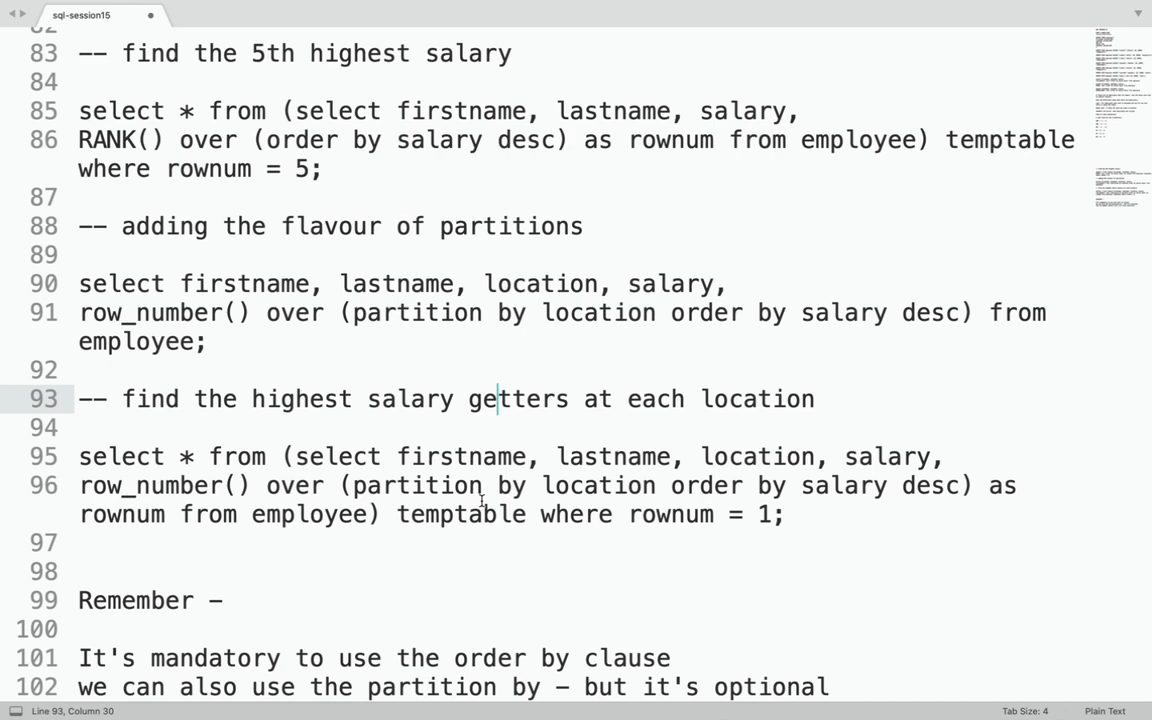 sql-session15
82
83 -- find the 5th highest salary
84
85 select * from (select firstname, lastname, salary,
86 RANK() over (order by salary desc) as rownum from employee) temptable
where rownum = 5;
87
88 -- adding the flavour of partitions
89
90 select firstname, lastname, location, salary,
91 row_number() over (partition by location order by salary desc) from
employee;
92
93 -- find the highest salary getters at each location
94
95 select * from (select firstname, lastname, location, salary,
96 row_number() over (partition by location order by salary desc) as
rownum from employee) temptable where rownum = 1;
97
98
99 Remember -
100
101 It's mandatory to use the order by clause
102 we can also use the partition by - but it's optional
Line 93, Column 30
Tab Size: 4
Plain Text